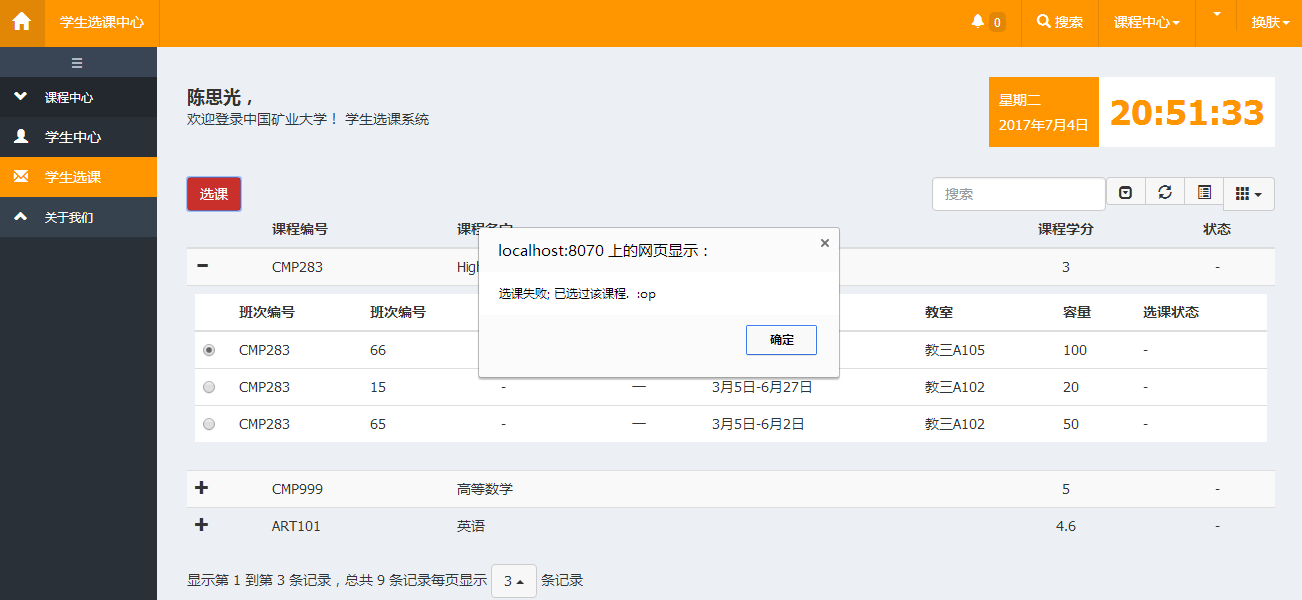 学生选课中心 0 搜索 课程中心 换肤
课程中心
学生中心
学生选课
关于我们
陈思光，
欢迎登录中国矿业大学！ 学生选课系统
星期二
2017年7月4日
20:51:33
选课
搜索
课程编号 课程名称 课程学分 状态
CMP283 High 3 -
localhost:8070 上的网页显示：
×
选课失败; 已选过该课程. :op
确定
班次编号 班次编号 教室 容量 选课状态
CMP283 66 教三A105 100 -
CMP283 15 - — 3月5日-6月27日 教三A102 20 -
CMP283 65 - — 3月5日-6月2日 教三A102 50 -
CMP999 高等数学 5 -
ART101 英语 4.6 -
显示第 1 到第 3 条记录，总共 9 条记录每页显示 3 条记录